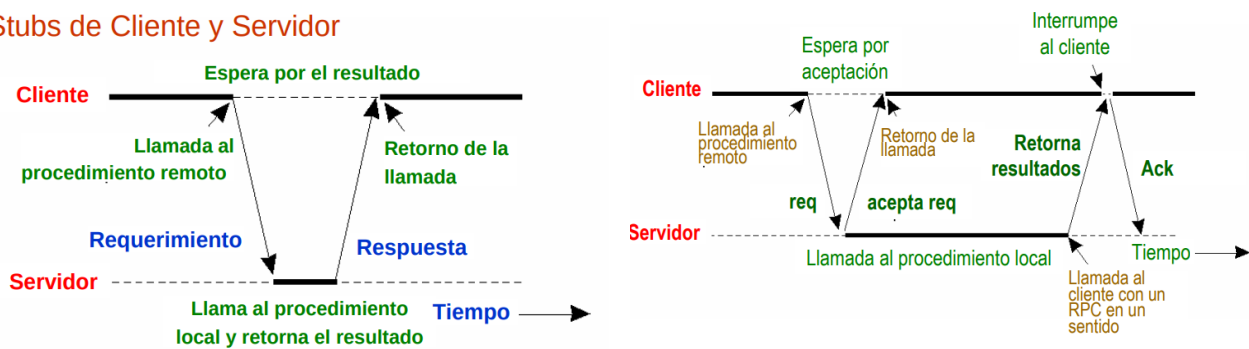 Stubs de Cliente y Servidor
Espera por el resultado
Cliente
Llamada al
procedimiento remoto
Retorno de la
llamada
Requerimiento
Respuesta
Servidor
Llama al procedimiento
local y retorna el resultado
Tiempo
Interrumpe
al cliente
Espera por
aceptación
Cliente
Llamada al
procedimiento
remoto
Retorno de la
llamada
Retorna
resultados
Ack
req
acepta req
Servidor
Llamada al procedimiento local
Tiempo
Llamada al
cliente con un
RPC en un
sentido